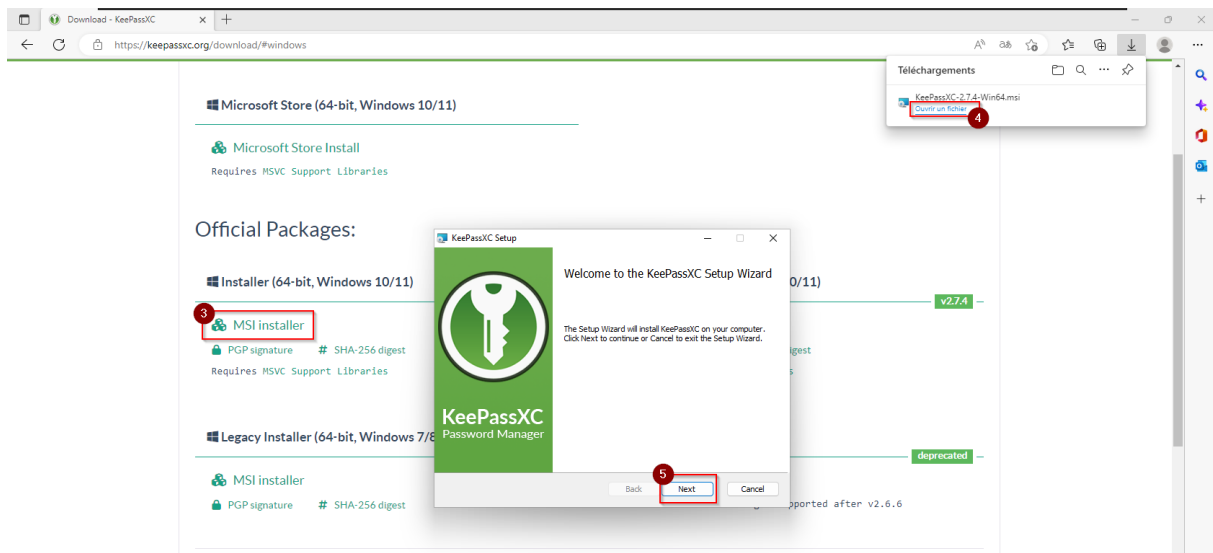 Download - KeePassXC
https://keepassxc.org/download/#windows
Téléchargements
KeePassXC-2.7.4-Win64.msi
Ouvrir un fichier
4
Microsoft Store (64-bit, Windows 10/11)
Microsoft Store Install
Requires MSVC Support Libraries
Official Packages:
Installer (64-bit, Windows 10/11)
0/11)
v2.7.4
3
MSI installer
PGP signature # SHA-256 digest
igest
Requires MSVC Support Libraries
s
KeePassXC Setup
Welcome to the KeePassXC Setup Wizard
The Setup Wizard will install KeePassXC on your computer.
Click Next to continue or Cancel to exit the Setup Wizard.
KeePassXC
Password Manager
5
Back Next Cancel
Legacy Installer (64-bit, Windows 7/8
deprecated
MSI installer
PGP signature # SHA-256 digest
pported after v2.6.6